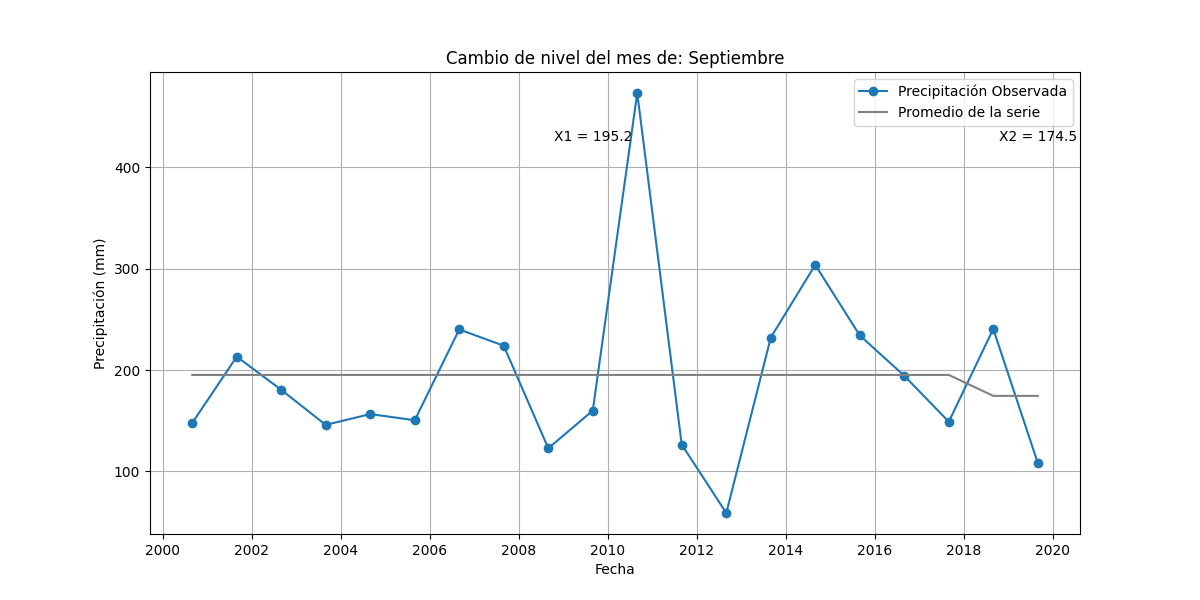 Cambio de nivel del mes de: Septiembre
Precipitación Observada
Promedio de la serie
X1 = 195.2
X2 = 174.5
400
300
200
100
Precipitación (mm)
2000 2002 2004 2006 2008 2010 2012 2014 2016 2018 2020
Fecha